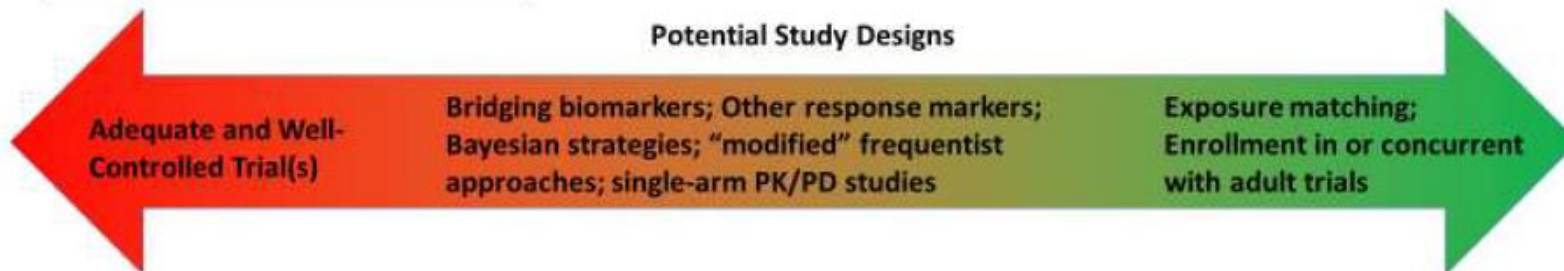 Potential Study Designs
Adequate and Well-
Controlled Trial(s)
Bridging biomarkers; Other response markers;
Bayesian strategies; “modified” frequentist
approaches; single-arm PK/PD studies
Exposure matching;
Enrollment in or concurrent
with adult trials